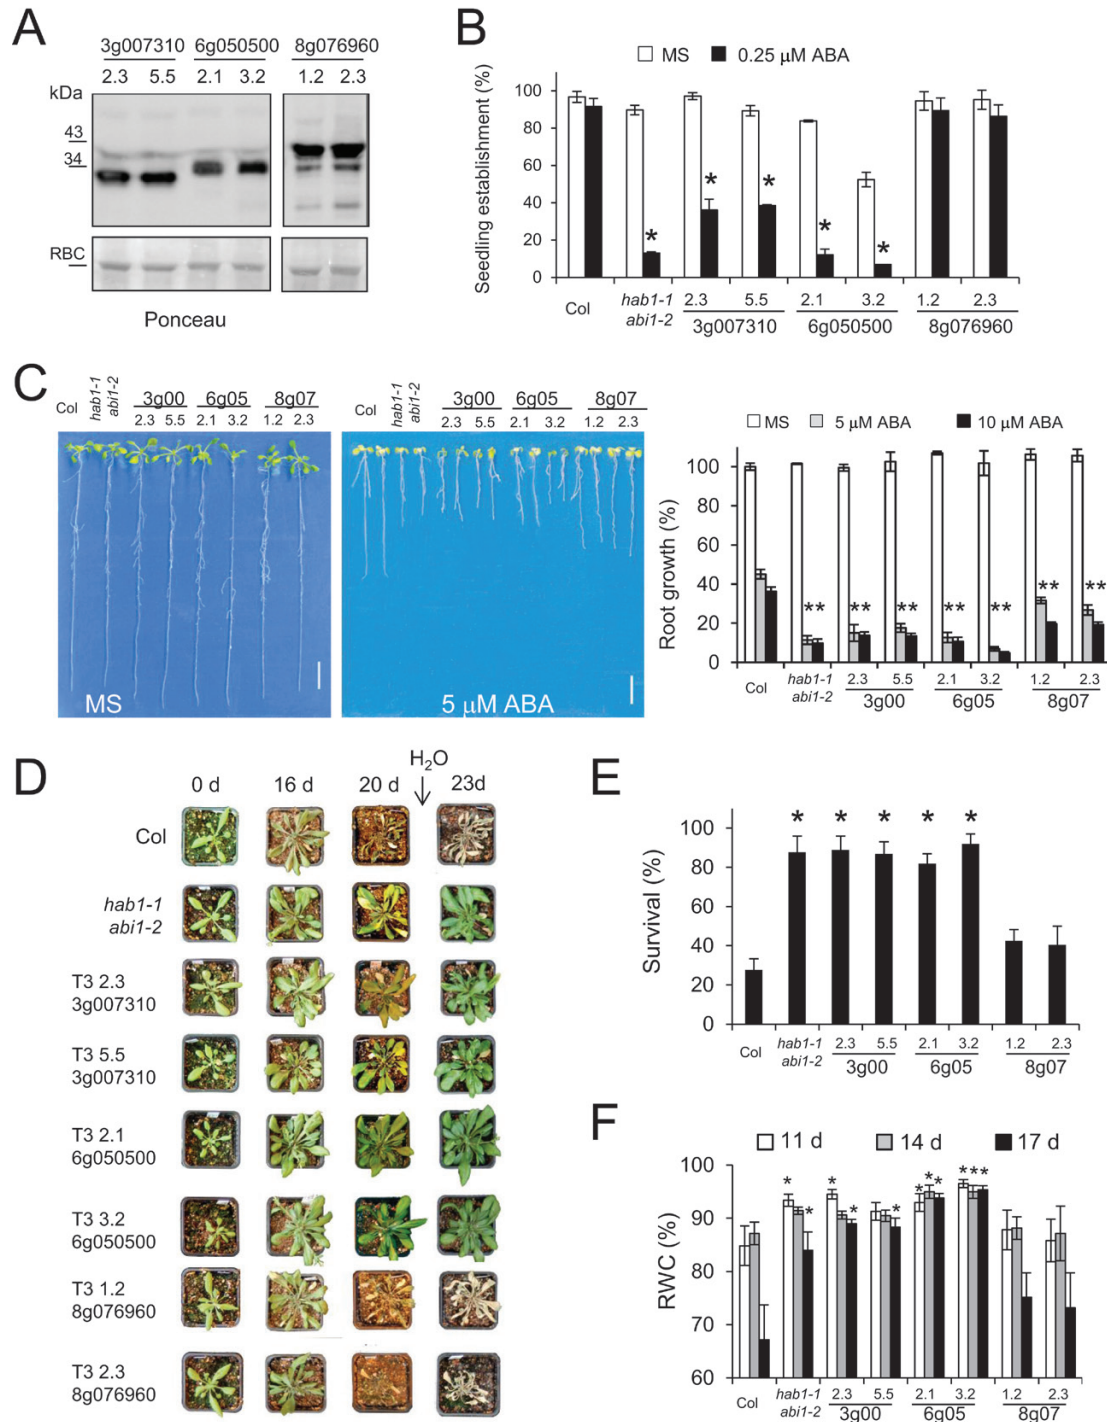 A
3g007310 6g050500 8g076960
2.3 5.5 2.1 3.2 1.2 2.3
kDa
43
34
RBC
Ponceau
B
MS 0.25 µM ABA
Seedling establishment (%)
100
80
60
40
20
0
* * * * * *
Col hab1-1 abi1-2 2.3 5.5 2.1 3.2 1.2 2.3
3g007310 6g050500 8g076960
C
Col hab1-1 abi1-2 3g00 6g05 8g07
2.3 5.5 2.1 3.2 1.2 2.3
MS
Col hab1-1 abi1-2 3g00 6g05 8g07
2.3 5.5 2.1 3.2 1.2 2.3
5 µM ABA
MS 5 µM ABA 10 µM ABA
Root growth (%)
100
80
60
40
20
0
** ** ** ** ** ** **
Col hab1-1 abi1-2 2.3 5.5 2.1 3.2 1.2 2.3
3g00 6g05 8g07
D
H2O
0 d 16 d 20 d 23d
Col
hab1-1
abi1-2
T3 2.3
3g007310
T3 5.5
3g007310
T3 2.1
6g050500
T3 3.2
6g050500
T3 1.2
8g076960
T3 2.3
8g076960
E
Survival (%)
100
80
60
40
20
0
* * * * *
Col hab1-1 abi1-2 2.3 5.5 2.1 3.2 1.2 2.3
3g00 6g05 8g07
F
11 d 14 d 17 d
RWC (%)
100
90
80
70
60
* * * * * * * * ***
Col hab1-1 abi1-2 2.3 5.5 2.1 3.2 1.2 2.3
3g00 6g05 8g07